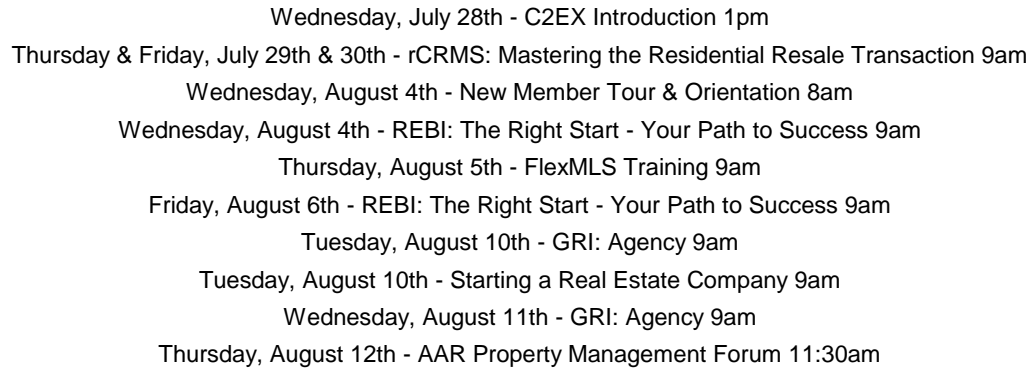 Wednesday, July 28th - C2EX Introduction 1pm
Thursday & Friday, July 29th & 30th - rCRMS: Mastering the Residential Resale Transaction 9am
Wednesday, August 4th - New Member Tour & Orientation 8am
Wednesday, August 4th - REBI: The Right Start - Your Path to Success 9am
Thursday, August 5th - FlexMLS Training 9am
Friday, August 6th - REBI: The Right Start - Your Path to Success 9am
Tuesday, August 10th - GRI: Agency 9am
Tuesday, August 10th - Starting a Real Estate Company 9am
Wednesday, August 11th - GRI: Agency 9am
Thursday, August 12th - AAR Property Management Forum 11:30am